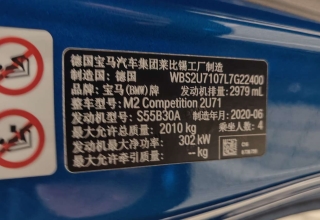 德国宝马汽车集团莱比锡工厂制造
制造国：德国 WBS2U7107L7G22400
品牌：宝马(BMW)牌 发动机排量：2979 mL
整车型号：M2 Competition 2U71
发动机型号：S55B30A 制造年月：2020-06
最大允许总质量：2010 kg 乘坐人数：4
最大净功率：302 kW
最大允许牵引质量：-- kg